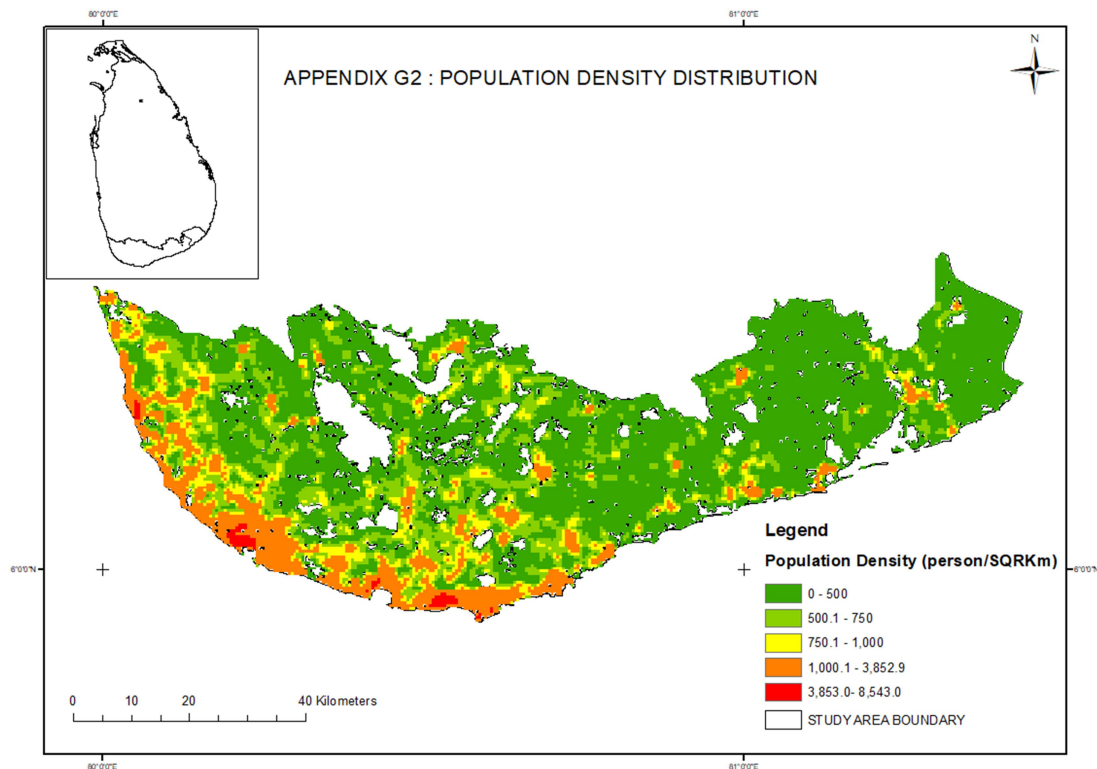 80°0'0"E
81°0'0"E
N
APPENDIX G2 : POPULATION DENSITY DISTRIBUTION
Legend
Population Density (person/SQRKm)
0 - 500
500.1 - 750
750.1 - 1,000
1,000.1 - 3,852.9
3,853.0- 8,543.0
STUDY AREA BOUNDARY
6°0'0"N
6°0'0"N
0 10 20 40 Kilometers
80°0'0"E
81°0'0"E